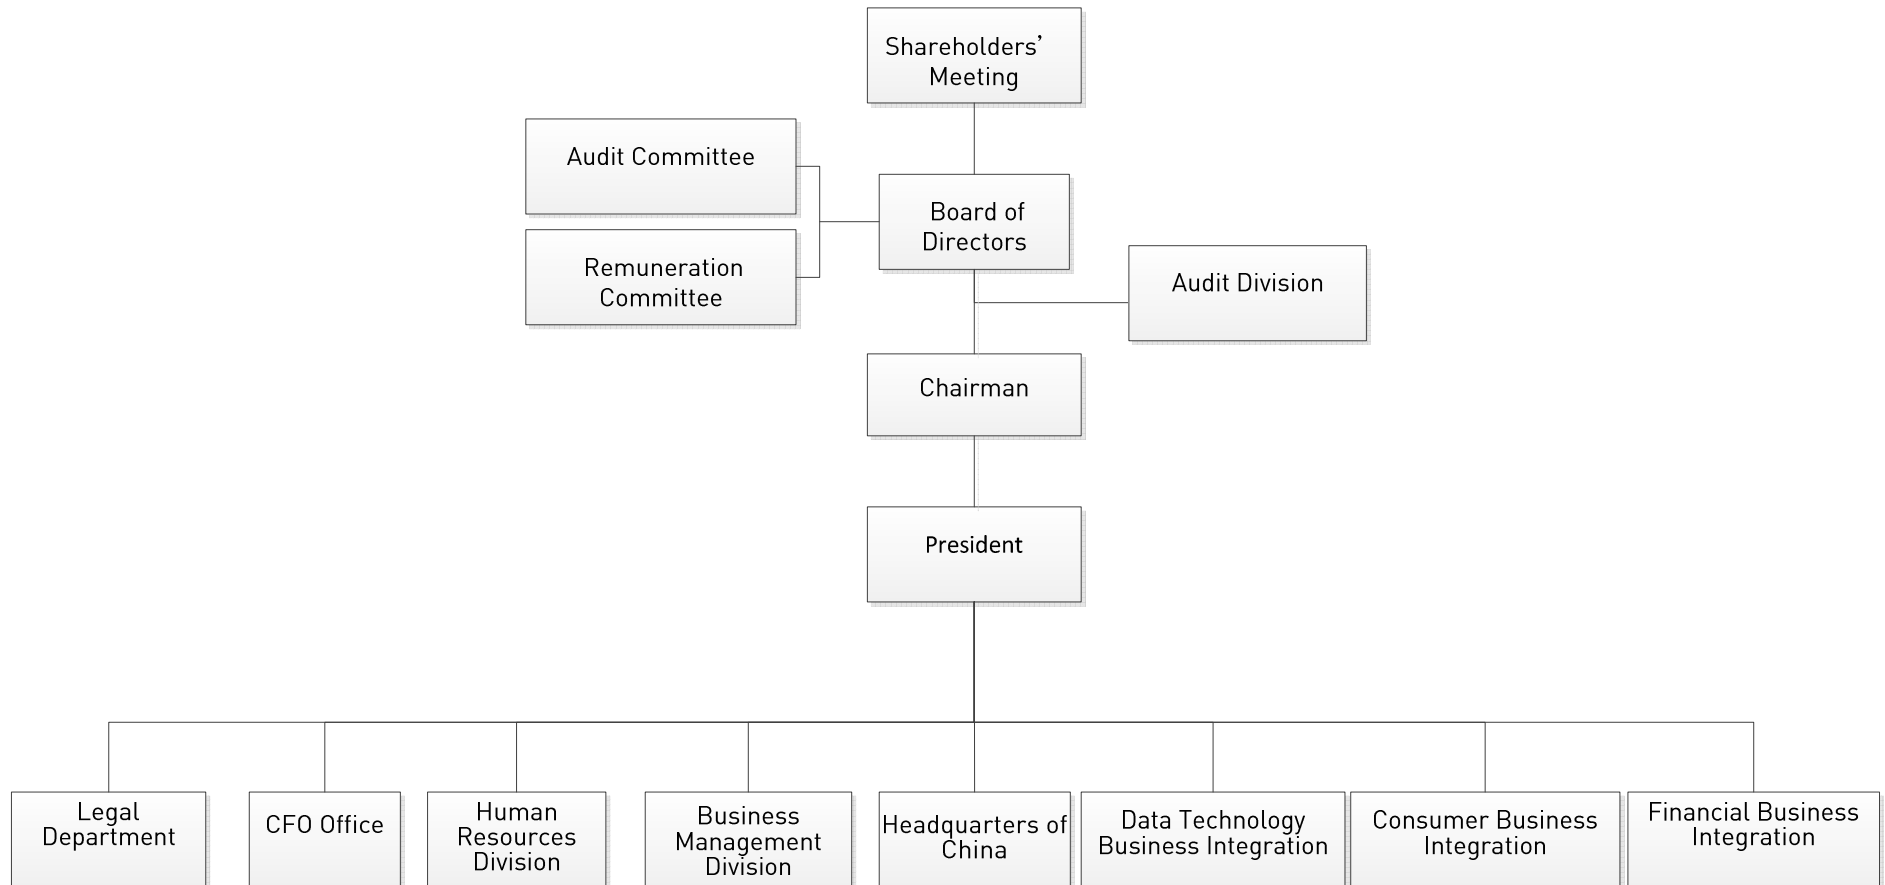 Shareholders’
Meeting
Audit Committee
Board of
Directors
Remuneration
Committee
Audit Division
Chairman
President
Legal
Department
CFO Office
Human
Resources
Division
Business
Management
Division
Headquarters of
China
Data Technology
Business Integration
Consumer Business
Integration
Financial Business
Integration